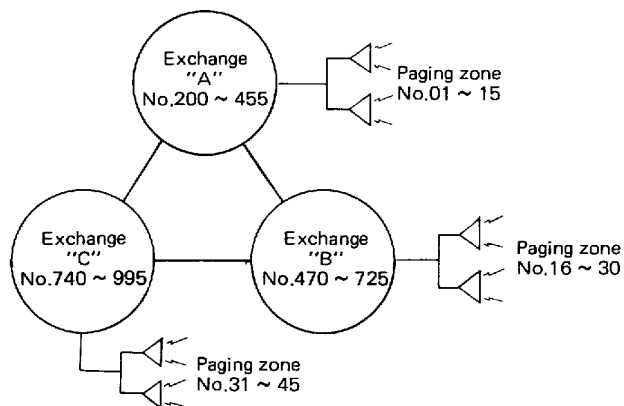 Exchange
"A"
No.200 ~ 455
Paging zone
No.01 ~ 15
Exchange
"C"
No.740 ~ 995
Exchange
"B"
No.470 ~ 725
Paging zone
No.16 ~ 30
Paging zone
No.31 ~ 45